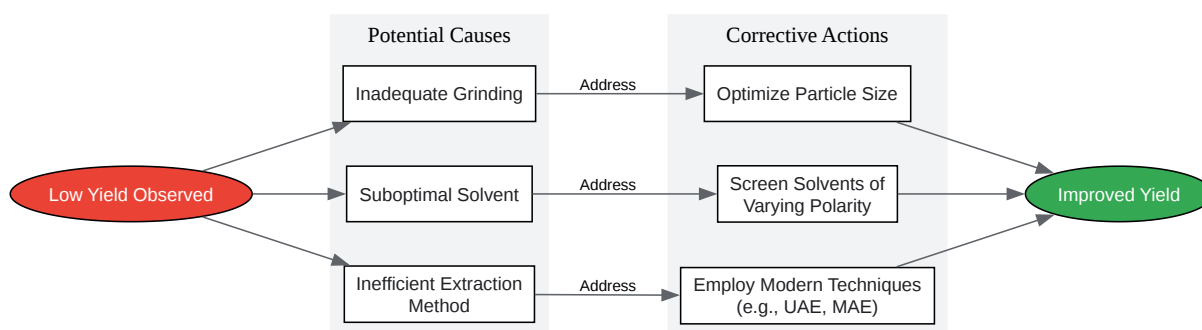 Potential Causes
Corrective Actions
Inadequate Grinding
Address
Optimize Particle Size
Low Yield Observed
Suboptimal Solvent
Address
Screen Solvents of
Varying Polarity
Improved Yield
Inefficient Extraction
Method
Address
Employ Modern Techniques
(e.g., UAE, MAE)